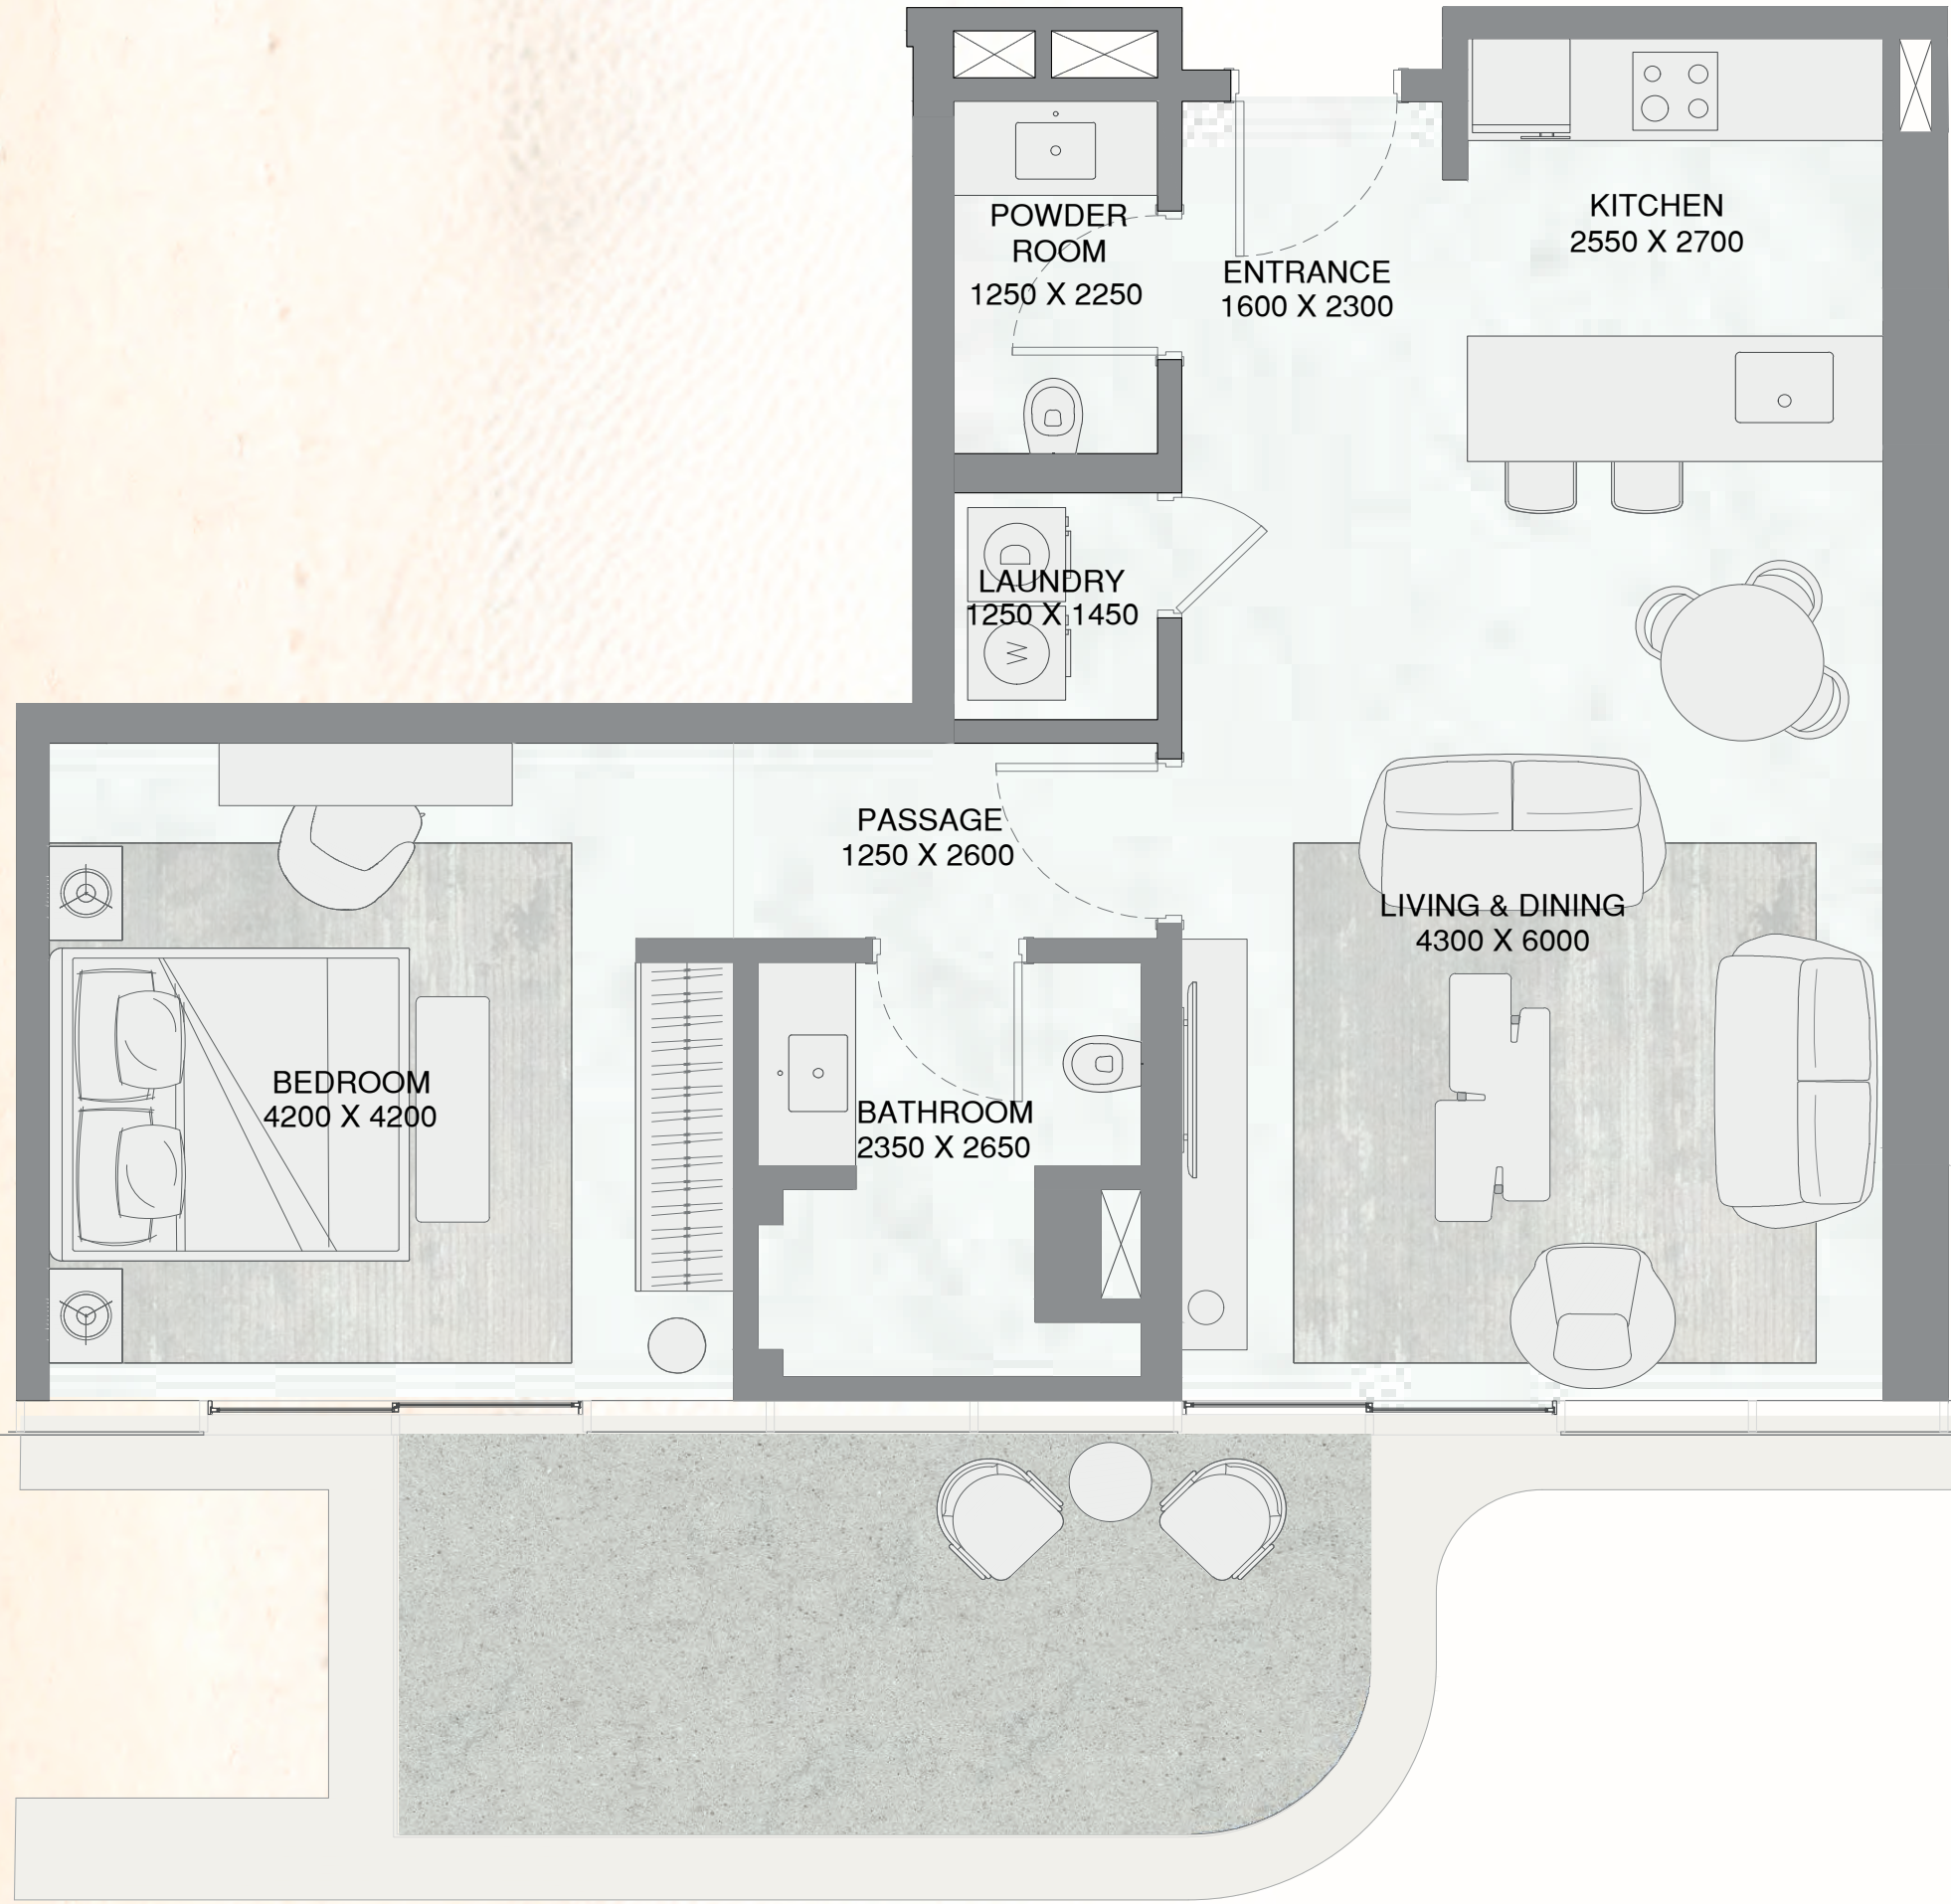 POWDER
ROOM
1250 X 2250
ENTRANCE
1600 X 2300
KITCHEN
2550 X 2700
D
LAUNDRY
1250 X 1450
W
PASSAGE
1250 X 2600
LIVING & DINING
4300 X 6000
BEDROOM
4200 X 4200
BATHROOM
2350 X 2650